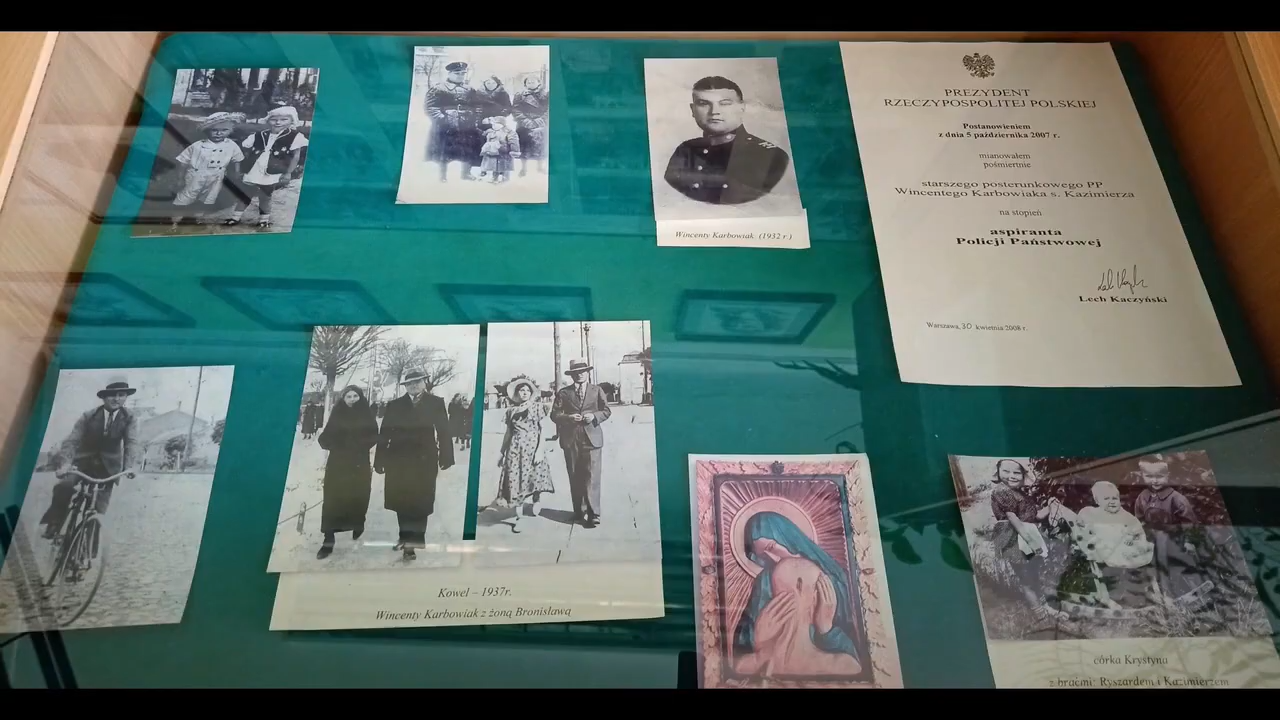 Wincenty Karbowiak (1932 r.)
PREZYDENT
RZECZYPOSPOLITEJ POLSKIEJ
Postanowieniem
z dnia 5 października 2007 r.
mianowałem
pośmiertnie
starszego posterunkowego PP
Wincentego Karbowiaka s. Kazimierza
na stopień
aspiranta
Policji Państwowej
Lech Kaczyński
Warszawa, 30 kwietnia 2008 r.
Kowel – 1937r.
Wincenty Karbowiak z żoną Bronisławą
córka Krystyna
z braćmi: Ryszardem i Kazimierzem